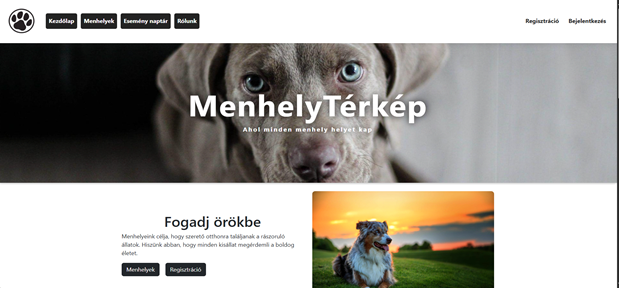 Kezdőlap Menhelyek Esemény naptár Rólunk Regisztráció Bejelentkezés
MenhelyTérkép
Ahol minden menhely helyet kap
Fogadj örökbe
Menhelyeink célja, hogy szerető otthonra találjanak a rászoruló
állatok. Hiszünk abban, hogy minden kisállat megérdemli a boldog
életet.
Menhelyek Regisztráció